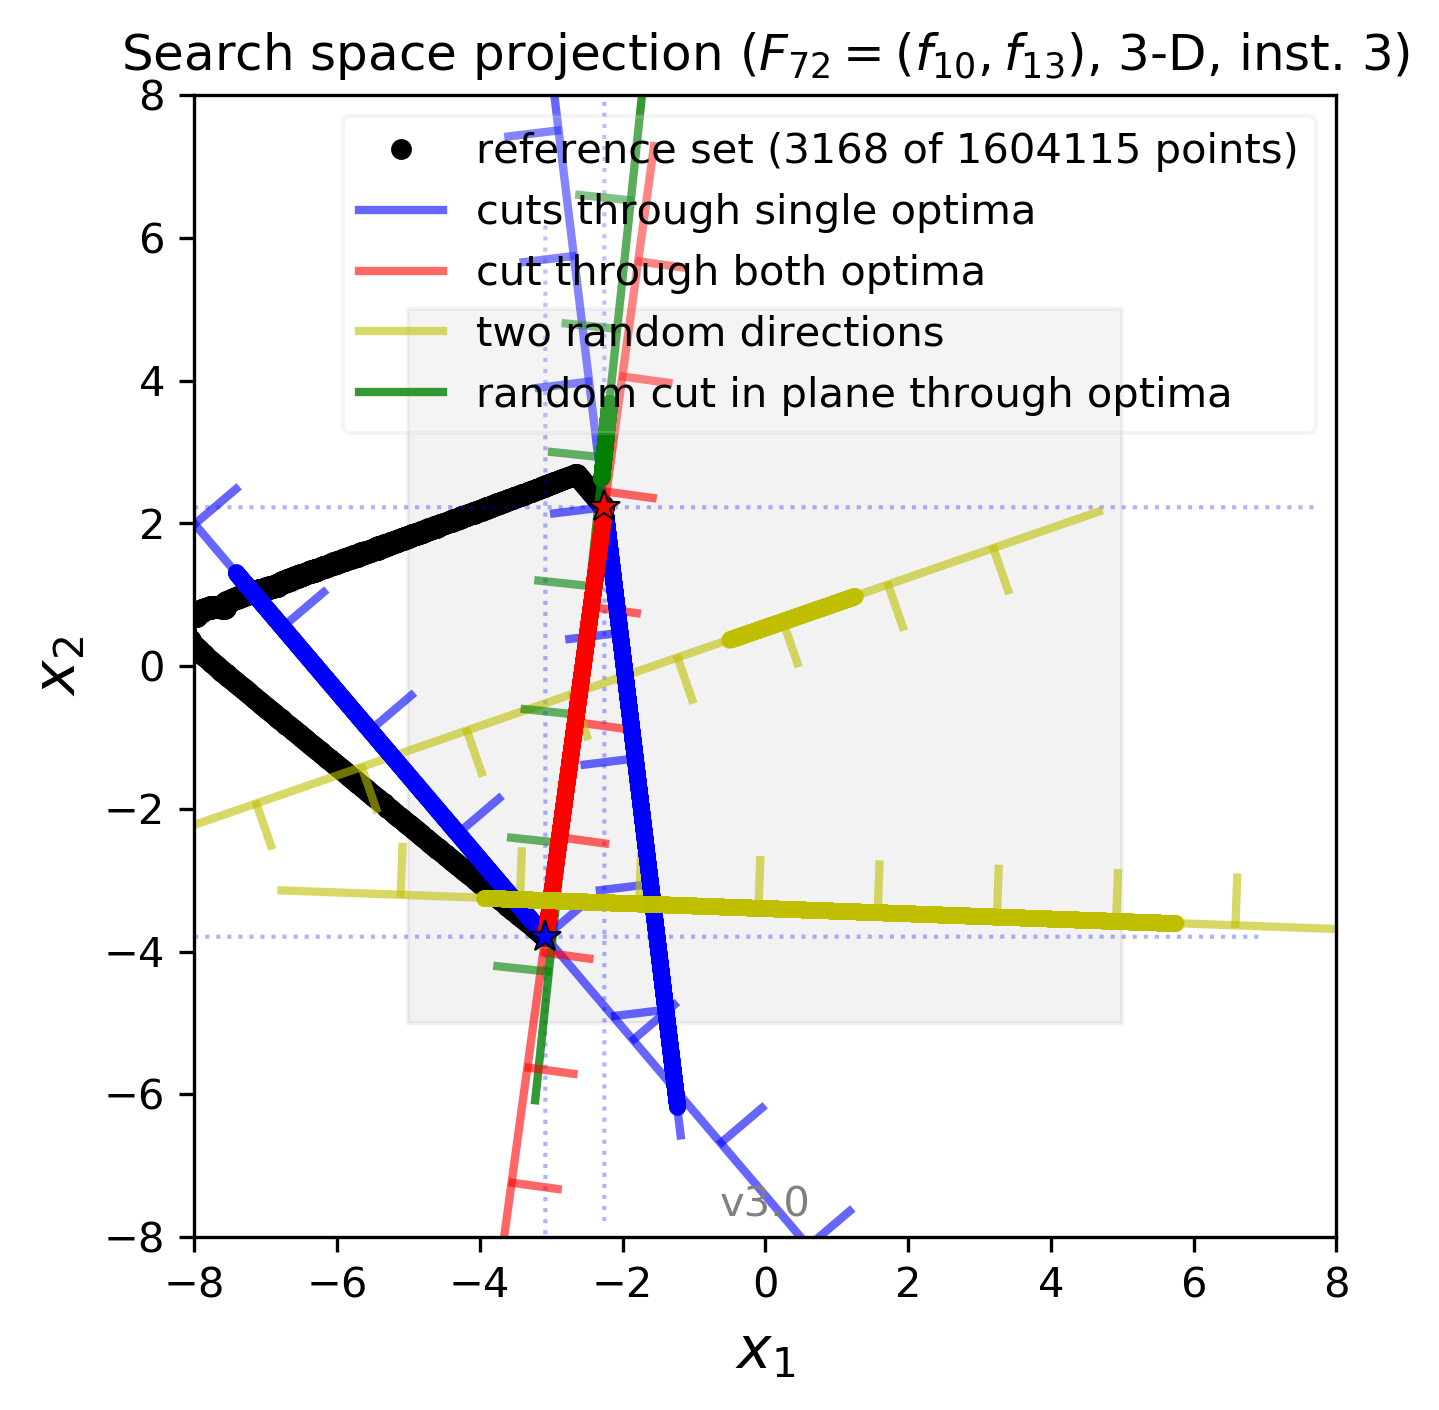 Search space projection (F₇₂ = (f₁₀, f₁₃), 3-D, inst. 3)
reference set (3168 of 1604115 points)
cuts through single optima
cut through both optima
two random directions
random cut in plane through optima
8
6
4
2
0
−2
−4
−6
−8
x₂
v3.0
−8 −6 −4 −2 0 2 4 6 8
x₁